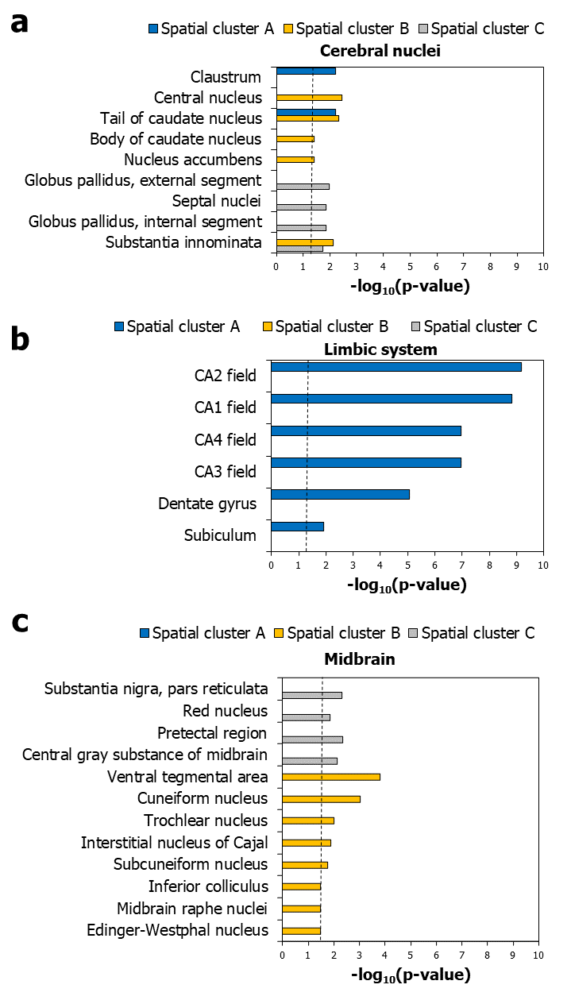 a
Spatial cluster A Spatial cluster B Spatial cluster C
Cerebral nuclei
Claustrum
Central nucleus
Tail of caudate nucleus
Body of caudate nucleus
Nucleus accumbens
Globus pallidus, external segment
Septal nuclei
Globus pallidus, internal segment
Substantia innominata
0 1 2 3 4 5 6 7 8 9 10
-log10(p-value)
b
Spatial cluster A Spatial cluster B Spatial cluster C
Limbic system
CA2 field
CA1 field
CA4 field
CA3 field
Dentate gyrus
Subiculum
0 1 2 3 4 5 6 7 8 9 10
-log10(p-value)
c
Spatial cluster A Spatial cluster B Spatial cluster C
Midbrain
Substantia nigra, pars reticulata
Red nucleus
Pretectal region
Central gray substance of midbrain
Ventral tegmental area
Cuneiform nucleus
Trochlear nucleus
Interstitial nucleus of Cajal
Subcuneiform nucleus
Inferior colliculus
Midbrain raphe nuclei
Edinger-Westphal nucleus
0 1 2 3 4 5 6 7 8 9 10
-log10(p-value)